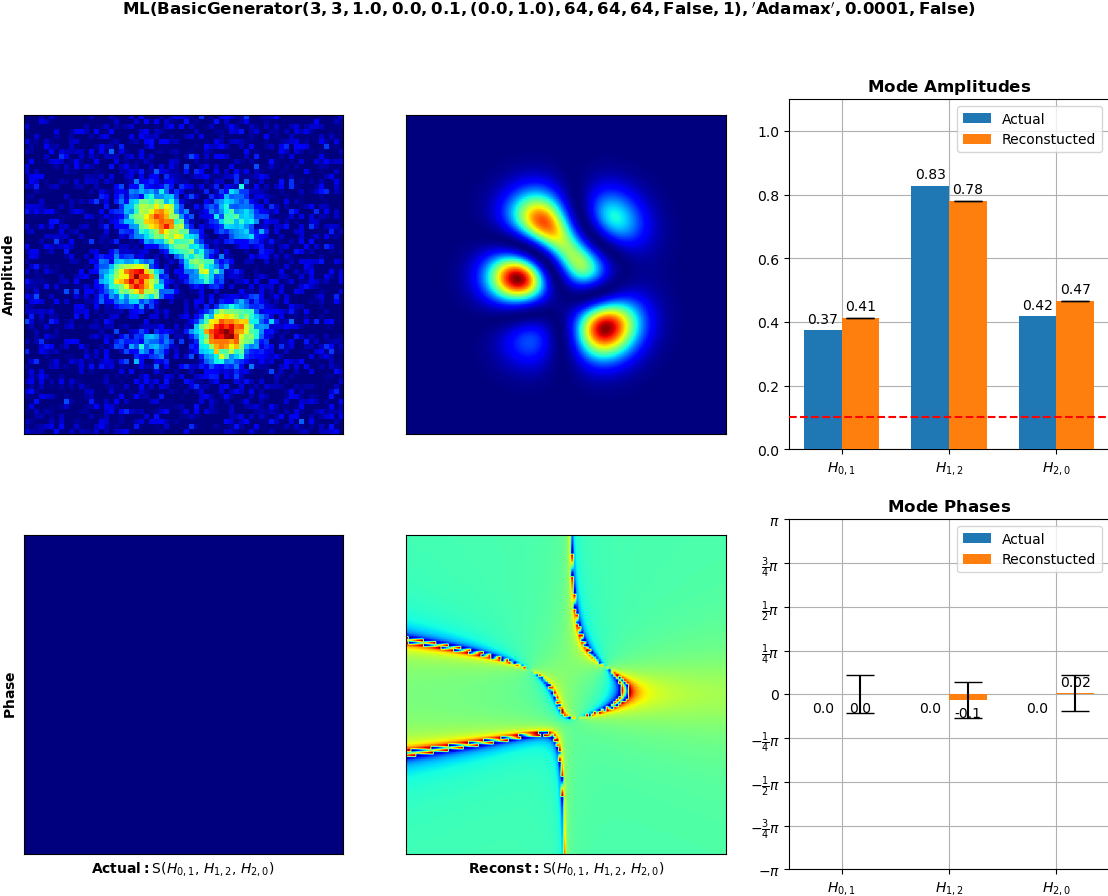 ML(BasicGenerator(3, 3, 1.0, 0.0, 0.1, (0.0, 1.0), 64, 64, 64, False, 1), ′Adamax′, 0.0001, False)
Amplitude
Mode Amplitudes
Actual
Reconstucted
1.0
0.8
0.6
0.4
0.2
0.0
0.37
0.41
0.83
0.78
0.42
0.47
H0, 1
H1, 2
H2, 0
Phase
Actual: S(H0, 1, H1, 2, H2, 0)
Reconst: S(H0, 1, H1, 2, H2, 0)
Mode Phases
Actual
Reconstucted
π
3/4π
1/2π
1/4π
0
−1/4π
−1/2π
−3/4π
−π
0.0
0.0
0.0
-0.1
0.0
0.02
H0, 1
H1, 2
H2, 0